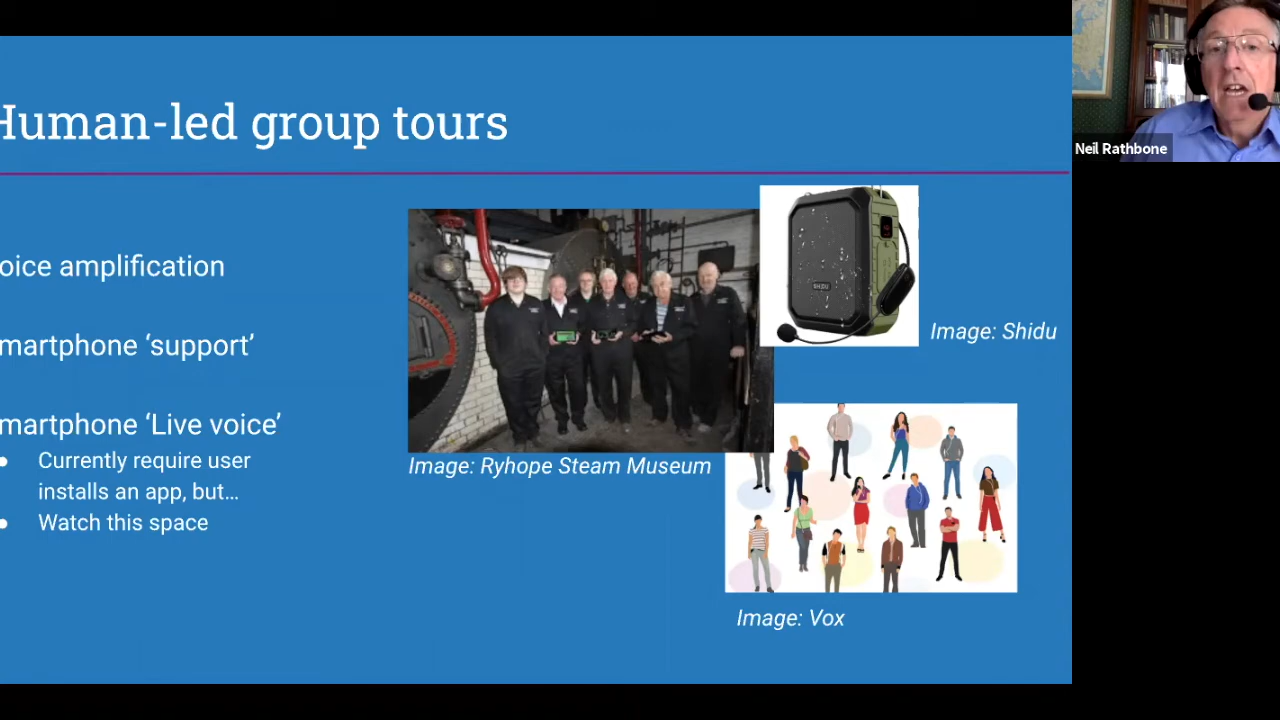 Human-led group tours
Neil Rathbone
oice amplification
SHIDU
Image: Shidu
martphone ‘support’
martphone ‘Live voice’
Currently require user
installs an app, but...
Watch this space
Image: Ryhope Steam Museum
Image: Vox